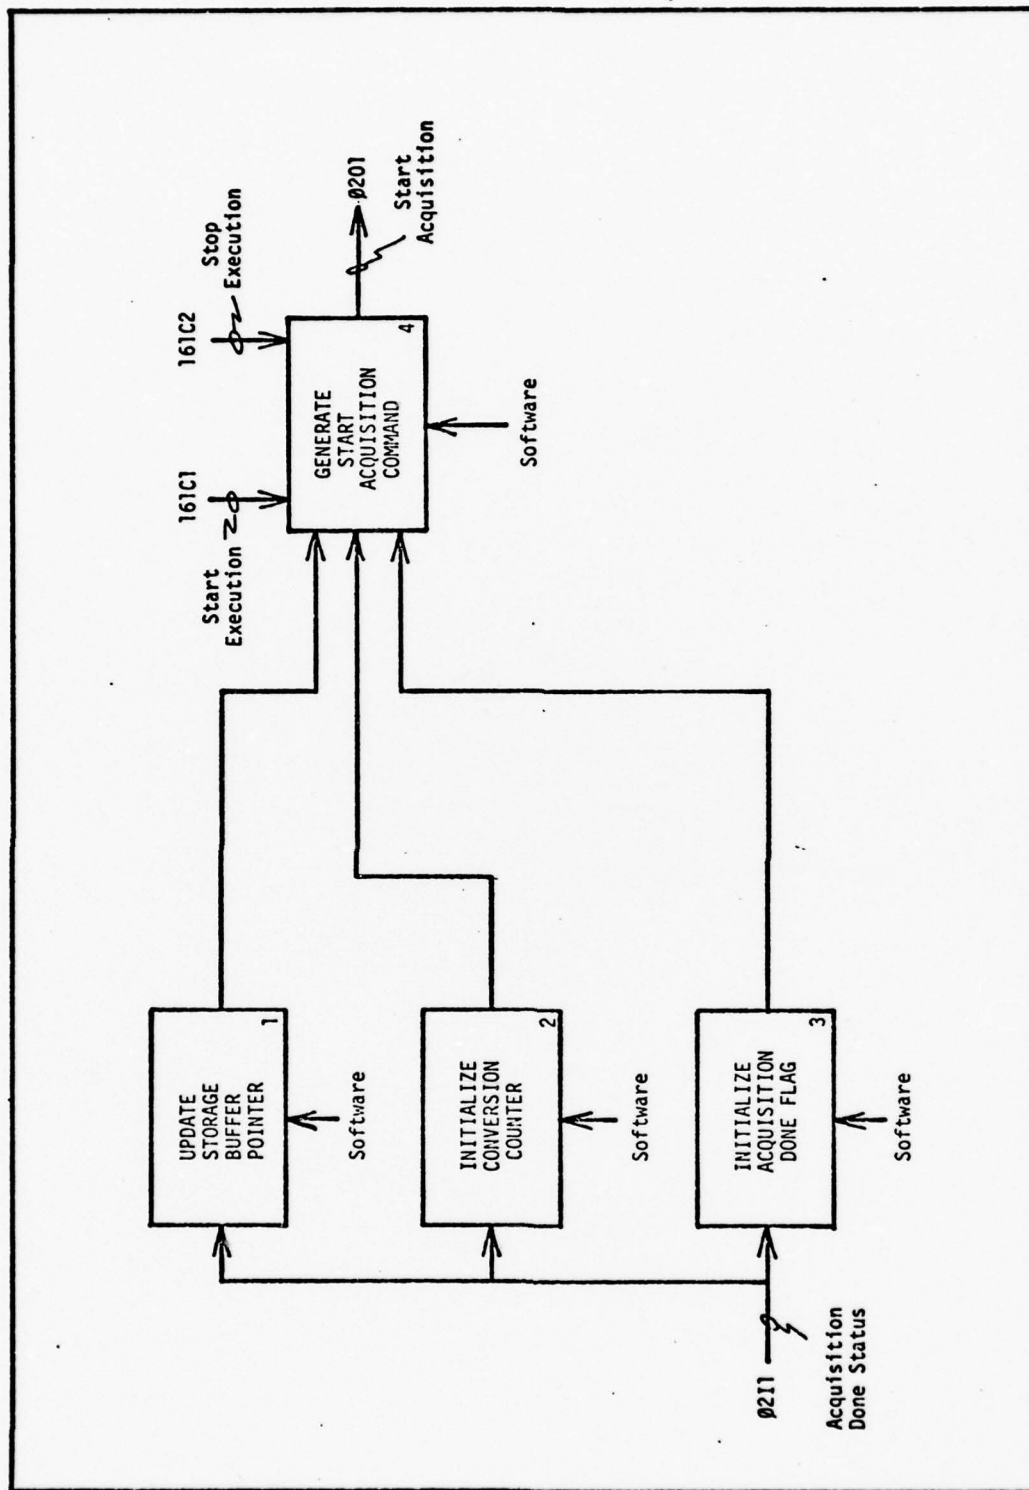 UPDATE
STORAGE
BUFFER
POINTER
1
Software
INITIALIZE
CONVERSION
COUNTER
2
Software
INITIALIZE
ACQUISITION
DONE FLAG
3
Software
Ø2I1
Acquisition
Done Status
161C1
Start
Execution
161C2
Stop
Execution
GENERATE
START
ACQUISITION
COMMAND
4
Software
Ø2O1
Start
Acquisition